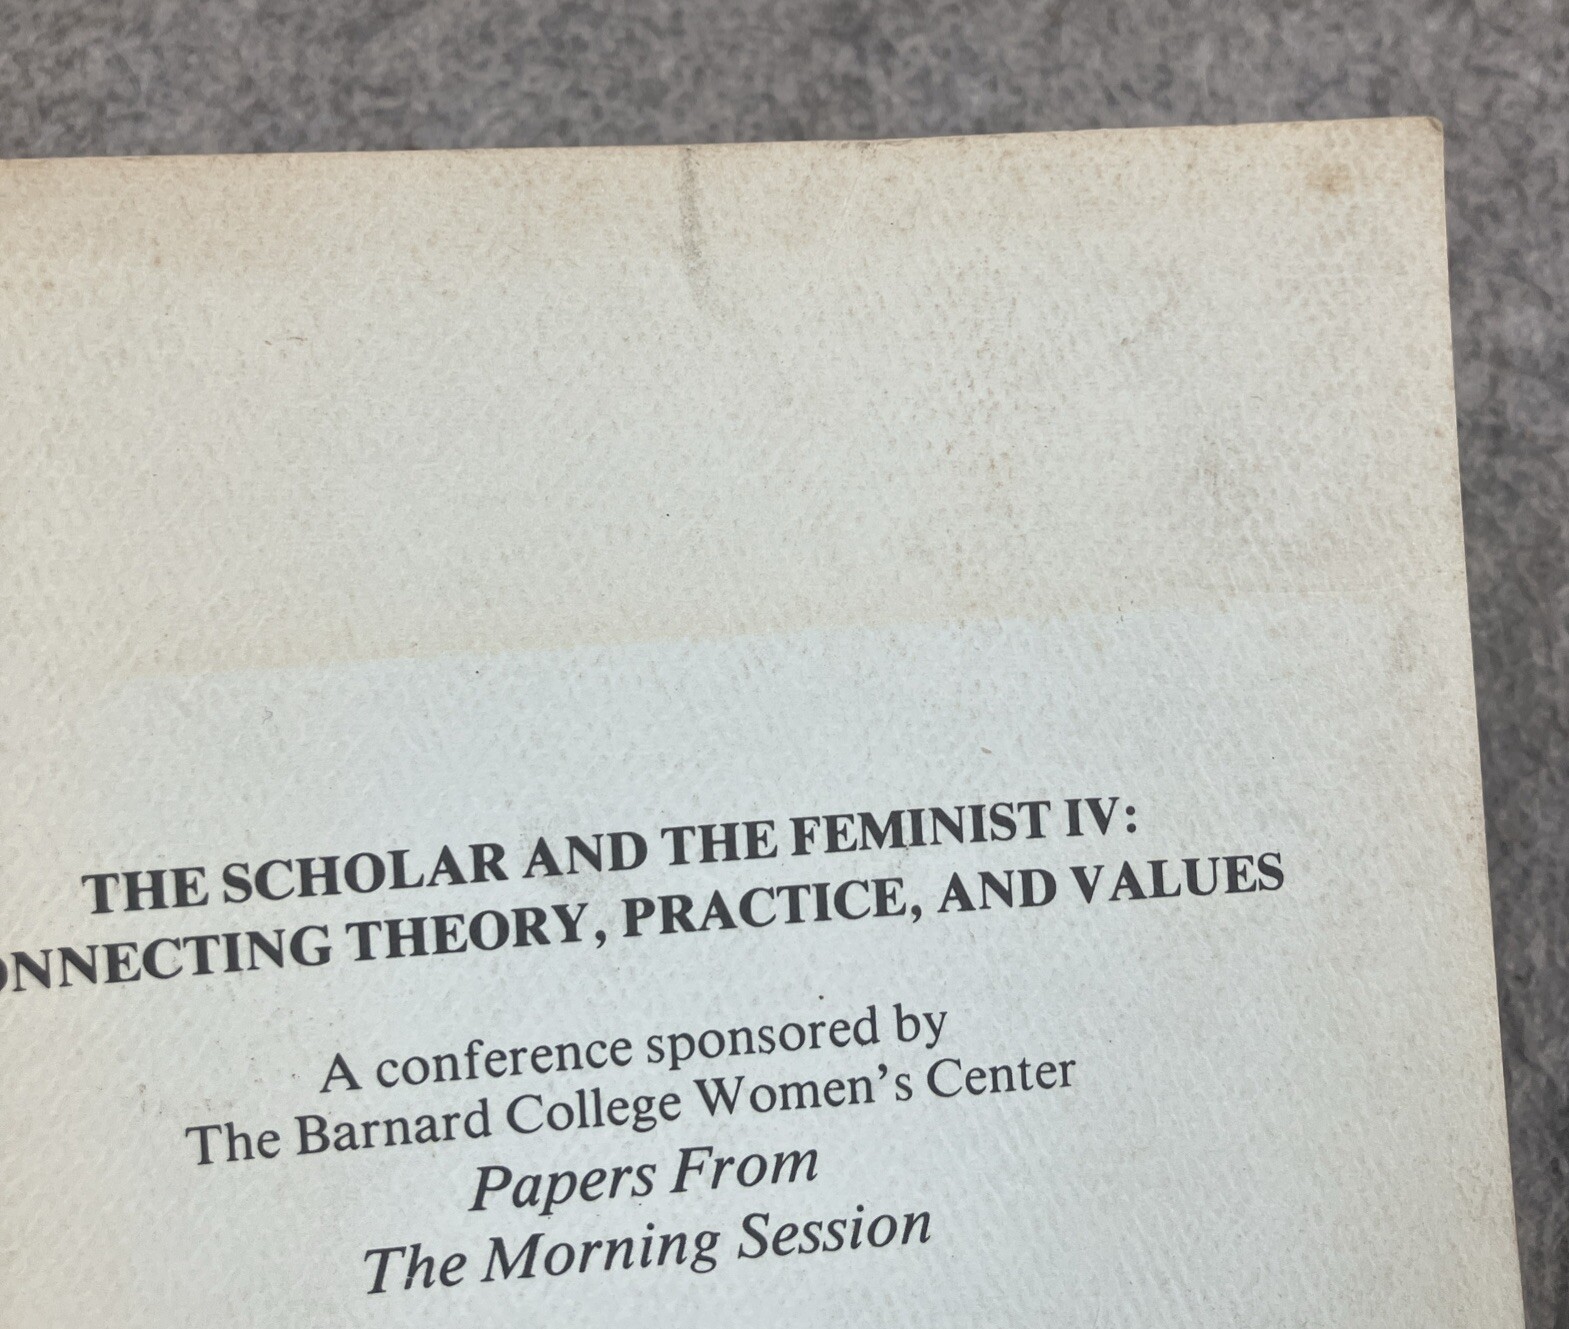 THE SCHOLAR AND THE FEMINIST IV:
ONNECTING THEORY, PRACTICE, AND VALUES
A conference sponsored by
The Barnard College Women's Center
Papers From
The Morning Session